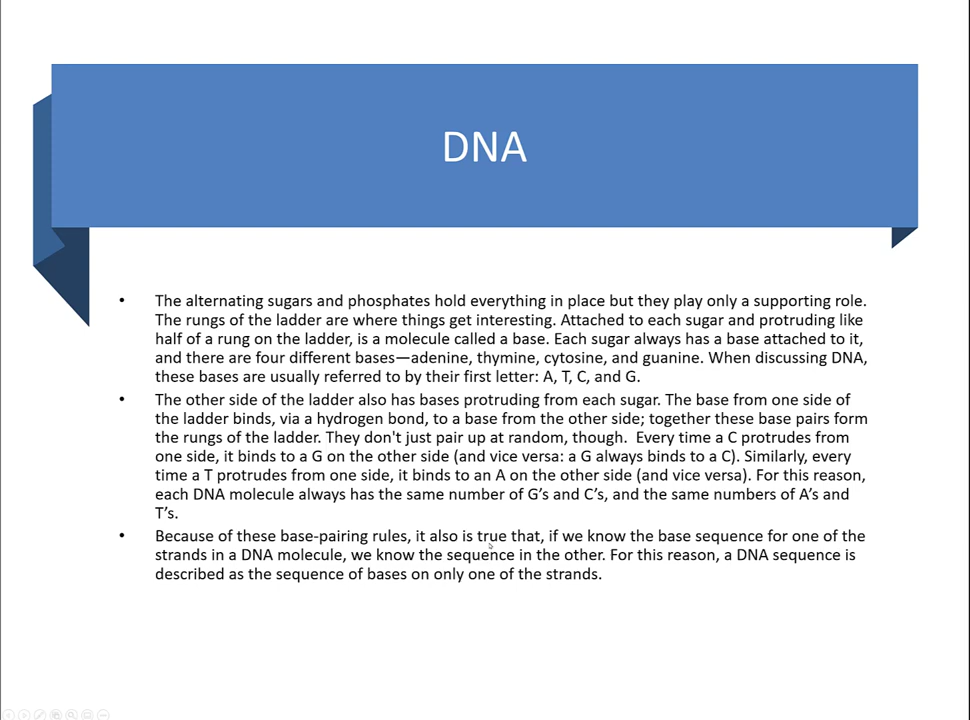 DNA
• The alternating sugars and phosphates hold everything in place but they play only a supporting role.
The rungs of the ladder are where things get interesting. Attached to each sugar and protruding like
half of a rung on the ladder, is a molecule called a base. Each sugar always has a base attached to it,
and there are four different bases—adenine, thymine, cytosine, and guanine. When discussing DNA,
these bases are usually referred to by their first letter: A, T, C, and G.
• The other side of the ladder also has bases protruding from each sugar. The base from one side of
the ladder binds, via a hydrogen bond, to a base from the other side; together these base pairs form
the rungs of the ladder. They don't just pair up at random, though.  Every time a C protrudes from
one side, it binds to a G on the other side (and vice versa: a G always binds to a C). Similarly, every
time a T protrudes from one side, it binds to an A on the other side (and vice versa). For this reason,
each DNA molecule always has the same number of G’s and C’s, and the same numbers of A’s and
T’s.
• Because of these base-pairing rules, it also is true that, if we know the base sequence for one of the
strands in a DNA molecule, we know the sequence in the other. For this reason, a DNA sequence is
described as the sequence of bases on only one of the strands.